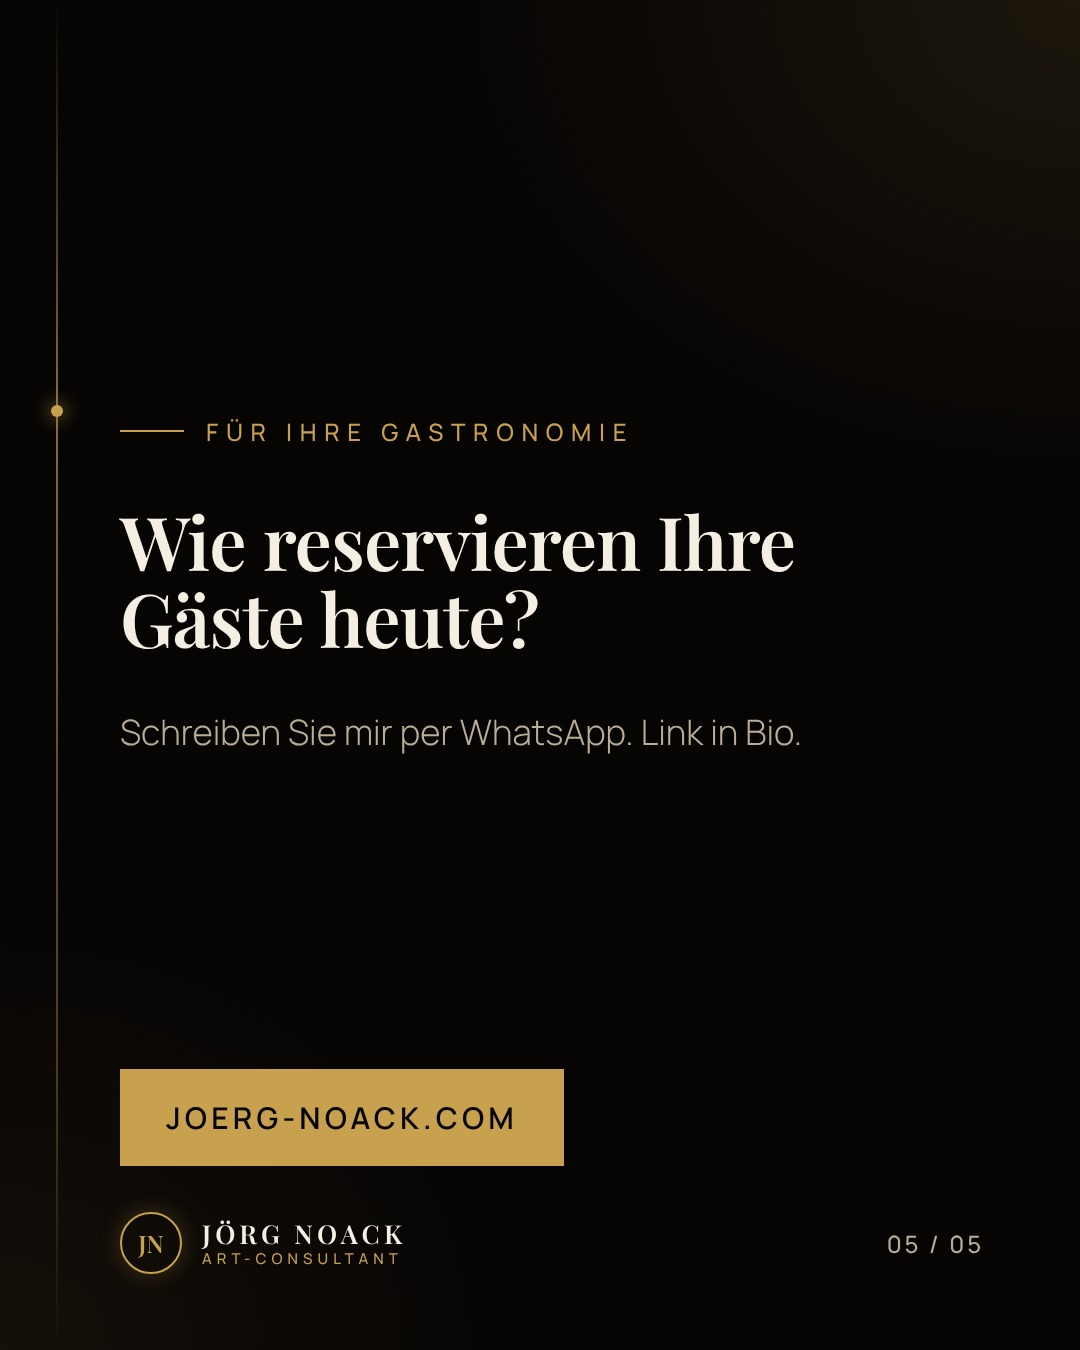 FÜR IHRE GASTRONOMIE
Wie reservieren Ihre
Gäste heute?
Schreiben Sie mir per WhatsApp. Link in Bio.
JOERG-NOACK.COM
JN
JÖRG NOACK
ART-CONSULTANT
05 / 05